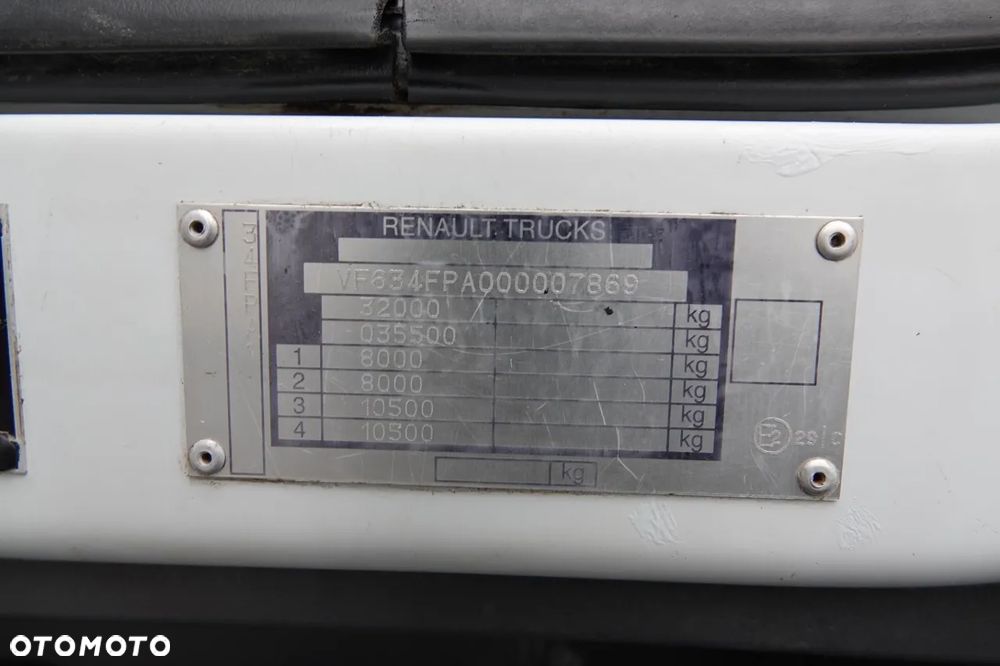 RENAULT TRUCKS
VF634FPA000007869
32000 kg
035500 kg
1 8000 kg
2 8000 kg
3 10500 kg
4 10500 kg
kg
OTOMOTO